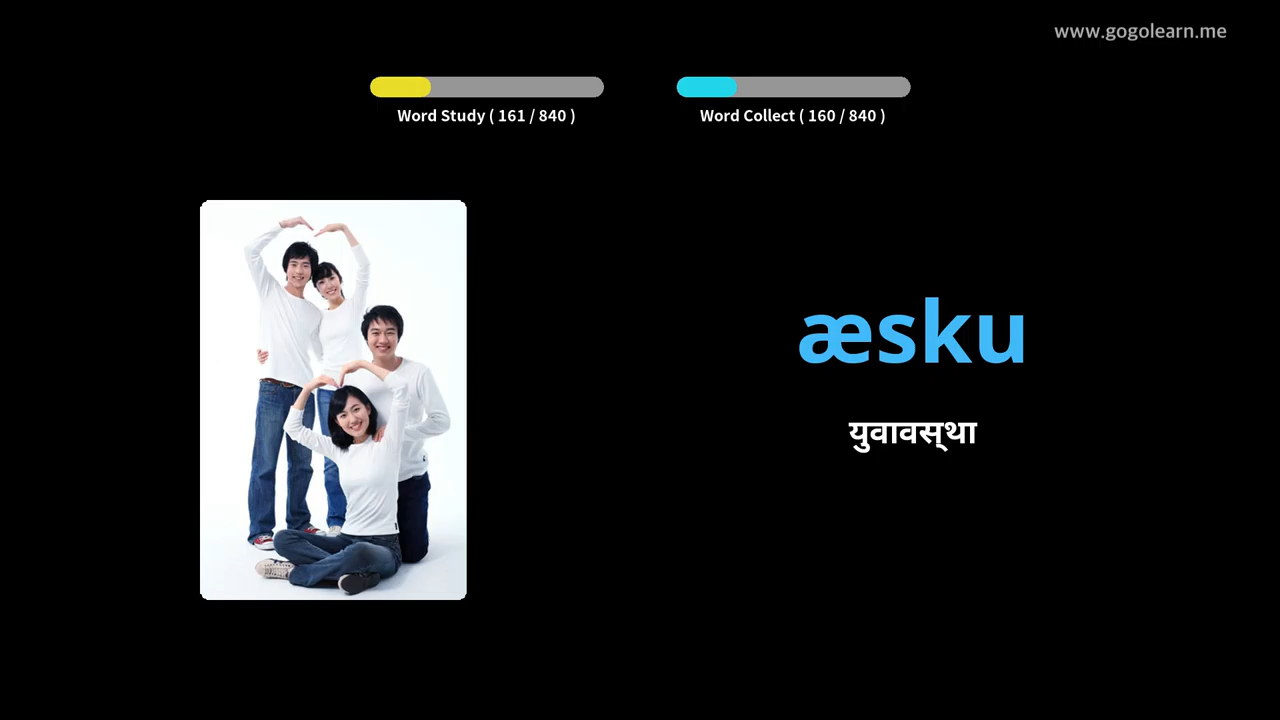 www.gogolearn.me
Word Study ( 161 / 840 )
Word Collect ( 160 / 840 )
æsku
युवावस्था